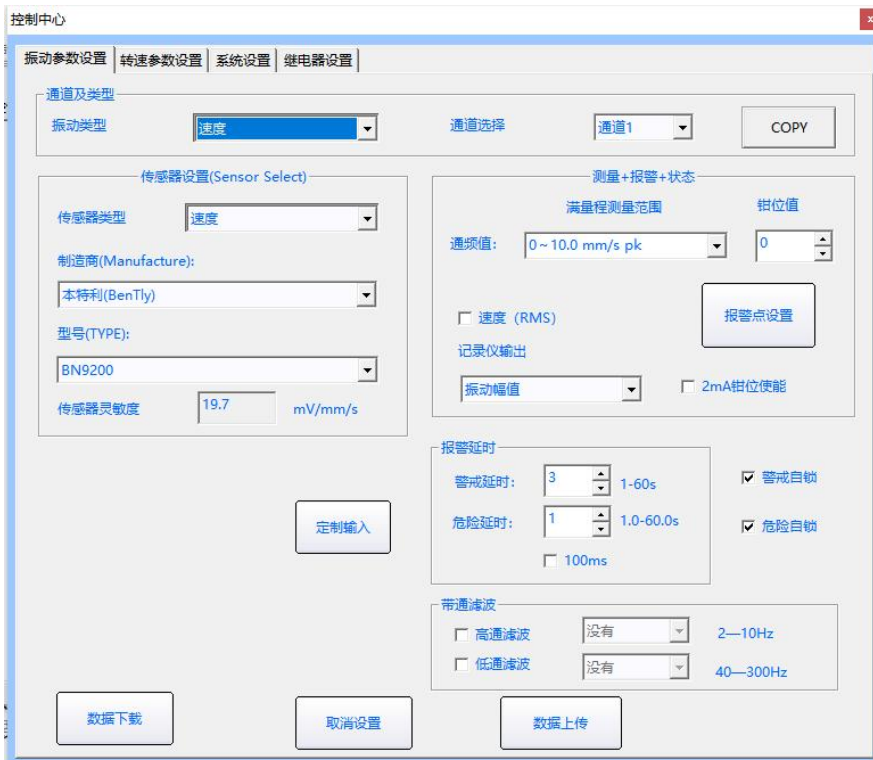 控制中心
振动参数设置 转速参数设置 系统设置 继电器设置
通道及类型
振动类型 速度 通道选择 通道1 COPY
传感器设置(Sensor Select)
传感器类型 速度
制造商(Manufacture):
本特利(BenTly)
型号(TYPE):
BN9200
传感器灵敏度 19.7 mV/mm/s
测量+报警+状态
满量程测量范围 钳位值
通频值: 0~10.0 mm/s pk 0
速度 (RMS) 报警点设置
记录仪输出
振动幅值 2mA钳位使能
报警延时
警戒延时: 3 1-60s 警戒自锁
危险延时: 1 1.0-60.0s 危险自锁
100ms
定制输入
带通滤波
高通滤波 没有 2—10Hz
低通滤波 没有 40—300Hz
数据下载 取消设置 数据上传